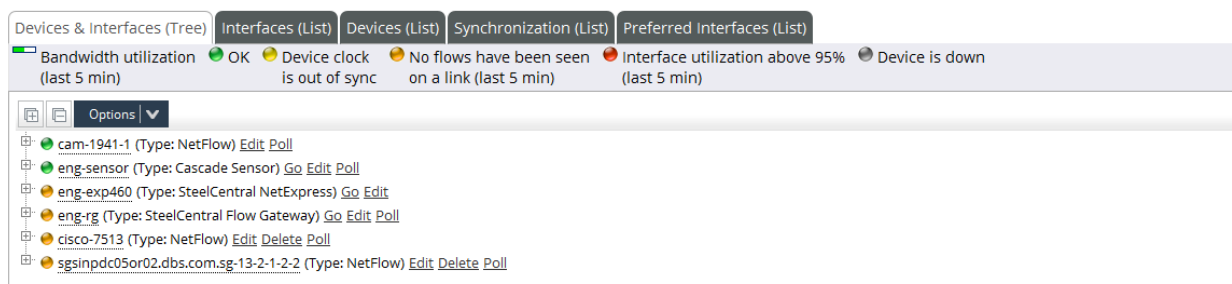 Devices & Interfaces (Tree) Interfaces (List) Devices (List) Synchronization (List) Preferred Interfaces (List)
Bandwidth utilization OK Device clock No flows have been seen Interface utilization above 95% Device is down
(last 5 min) is out of sync on a link (last 5 min) (last 5 min)
Options
cam-1941-1 (Type: NetFlow) Edit Poll
eng-sensor (Type: Cascade Sensor) Go Edit Poll
eng-exp460 (Type: SteelCentral NetExpress) Go Edit
eng-rg (Type: SteelCentral Flow Gateway) Go Edit Poll
cisco-7513 (Type: NetFlow) Edit Delete Poll
sgsinpdc05or02.dbs.com.sg-13-2-1-2-2 (Type: NetFlow) Edit Delete Poll